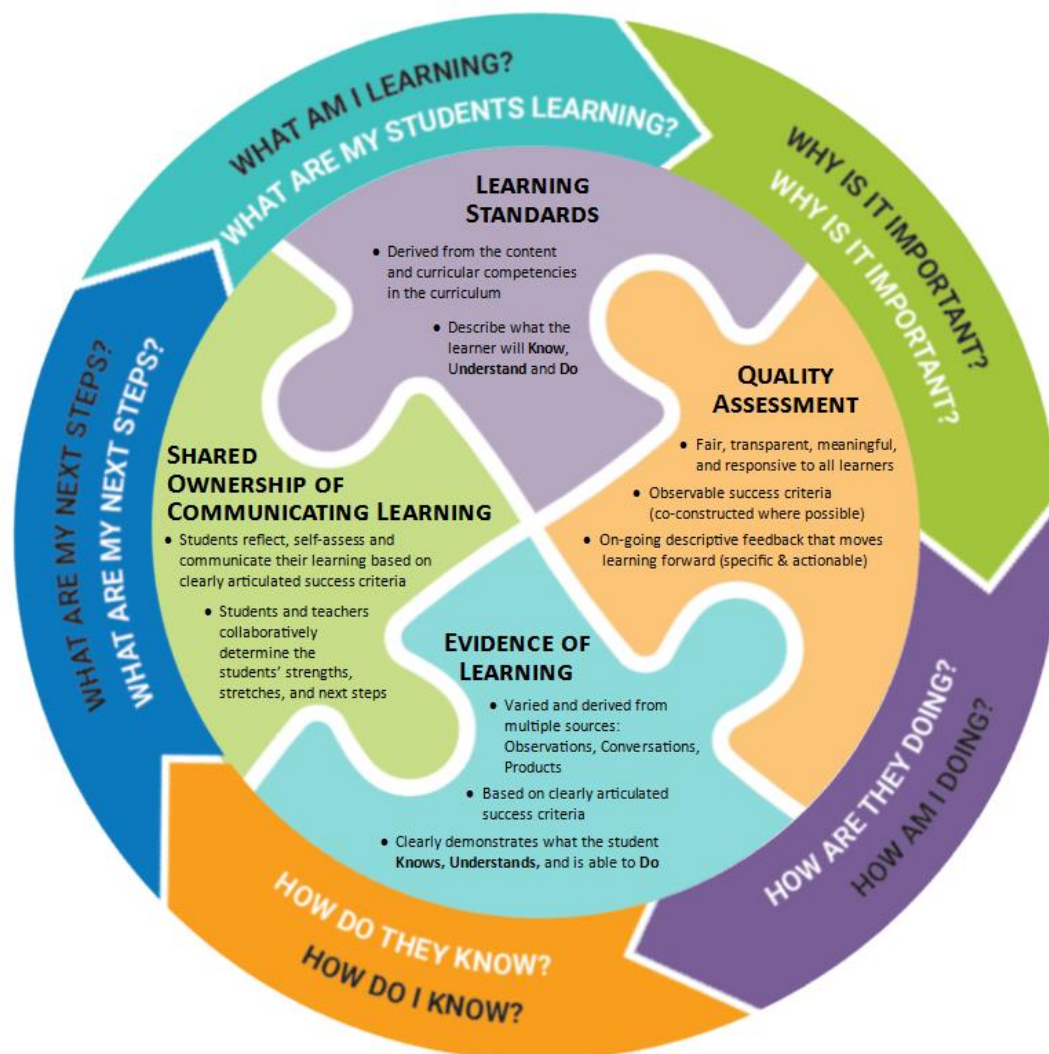 WHAT AM I LEARNING?
WHAT ARE MY STUDENTS LEARNING?
WHY IS IT IMPORTANT?
WHY IS IT IMPORTANT?
HOW ARE THEY DOING?
HOW AM I DOING?
HOW DO THEY KNOW?
HOW DO I KNOW?
WHAT ARE MY NEXT STEPS?
WHAT ARE MY NEXT STEPS?
LEARNING
STANDARDS
• Derived from the content
and curricular competencies
in the curriculum
• Describe what the
learner will Know,
Understand and Do
QUALITY
ASSESSMENT
• Fair, transparent, meaningful,
and responsive to all learners
• Observable success criteria
(co-constructed where possible)
• On-going descriptive feedback that moves
learning forward (specific & actionable)
EVIDENCE OF
LEARNING
• Varied and derived from
multiple sources:
Observations, Conversations,
Products
• Based on clearly articulated
success criteria
• Clearly demonstrates what the student
Knows, Understands, and is able to Do
SHARED
OWNERSHIP OF
COMMUNICATING LEARNING
• Students reflect, self-assess and
communicate their learning based on
clearly articulated success criteria
• Students and teachers
collaboratively
determine the
students’ strengths,
stretches, and next steps